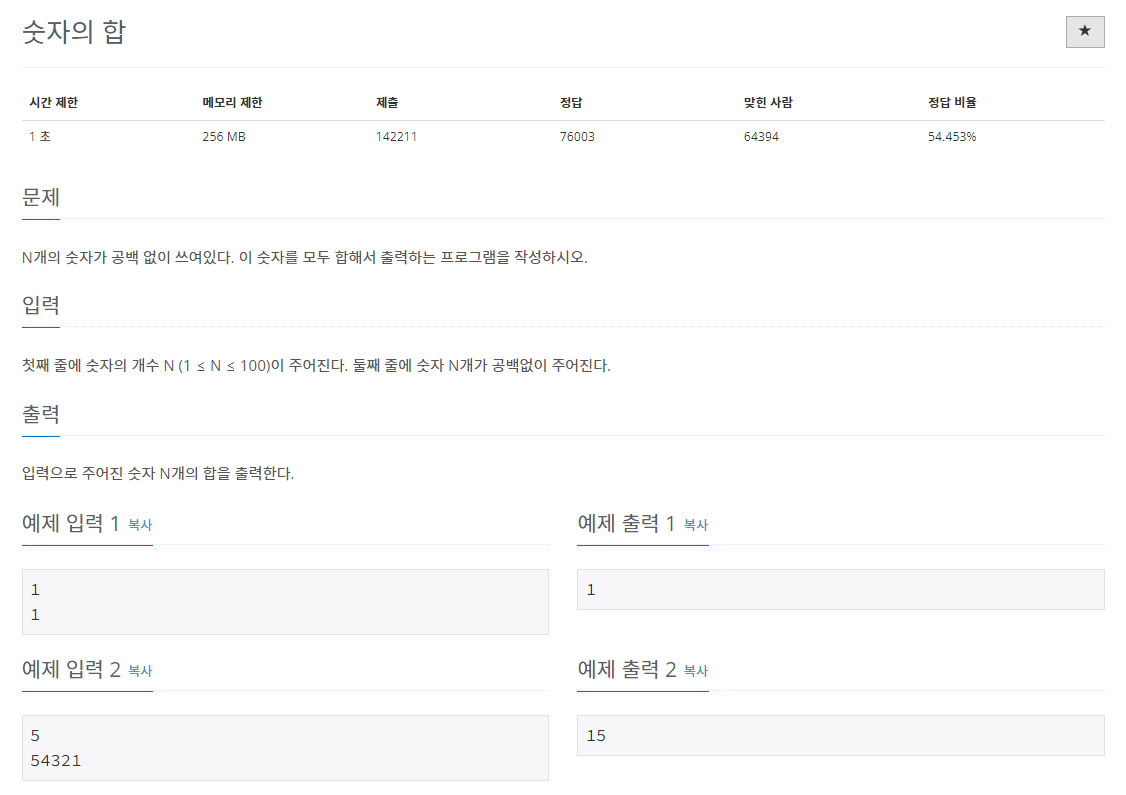 숫자의 합
★
시간 제한 메모리 제한 제출 정답 맞힌 사람 정답 비율
1 초 256 MB 142211 76003 64394 54.453%
문제
N개의 숫자가 공백 없이 쓰여있다. 이 숫자를 모두 합해서 출력하는 프로그램을 작성하시오.
입력
첫째 줄에 숫자의 개수 N (1 ≤ N ≤ 100)이 주어진다. 둘째 줄에 숫자 N개가 공백없이 주어진다.
출력
입력으로 주어진 숫자 N개의 합을 출력한다.
예제 입력 1 복사
1
1
예제 출력 1 복사
1
예제 입력 2 복사
5
54321
예제 출력 2 복사
15